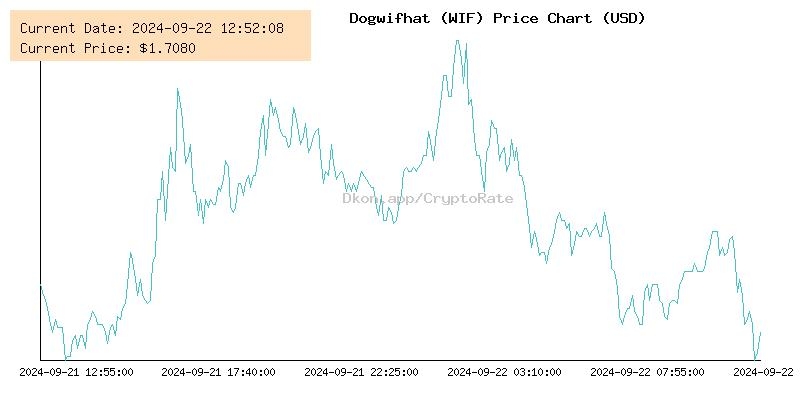 Dogwifhat (WIF) Price Chart (USD)
Current Date: 2024-09-22 12:52:08
Current Price: $1.7080
Dkoni.app/CryptoRate
2024-09-21 12:55:00 2024-09-21 17:40:00 2024-09-21 22:25:00 2024-09-22 03:10:00 2024-09-22 07:55:00 2024-09-22